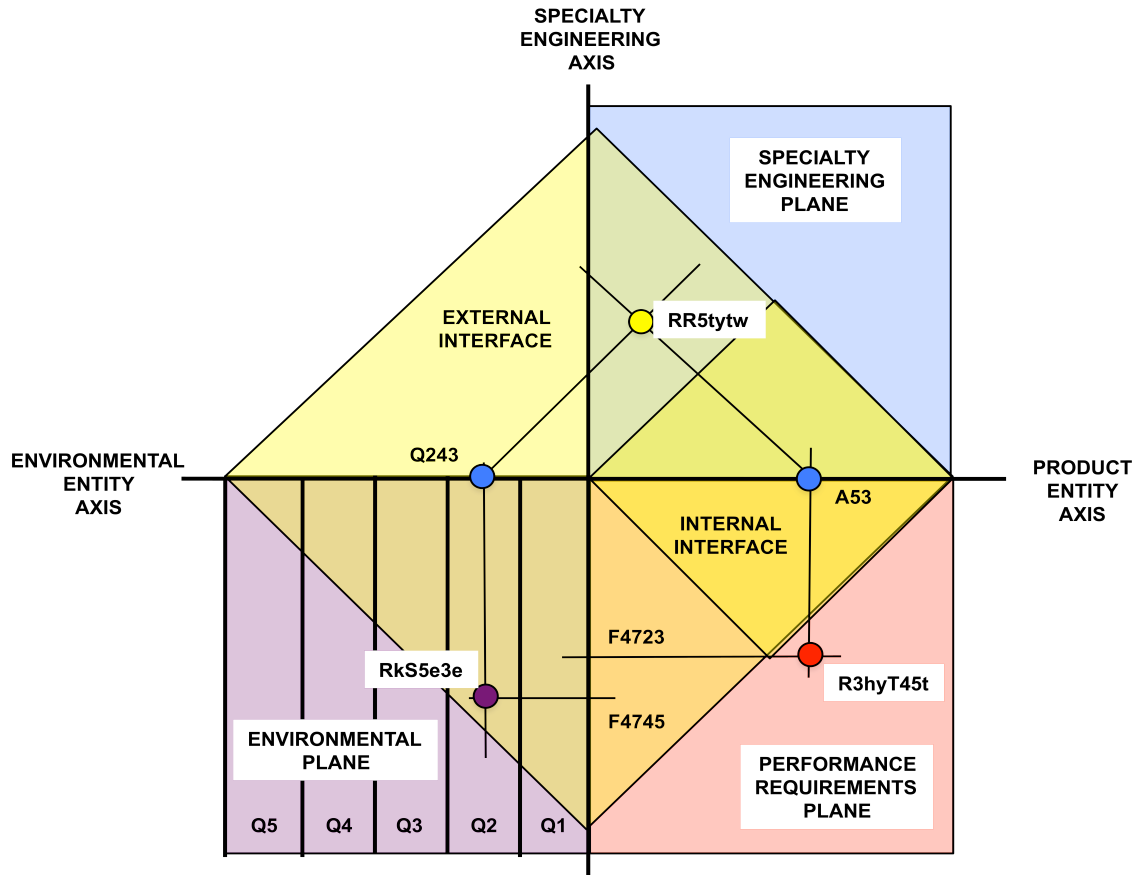 SPECIALTY
ENGINEERING
AXIS
SPECIALTY
ENGINEERING
PLANE
EXTERNAL
INTERFACE
RR5tytw
Q243
ENVIRONMENTAL
ENTITY
AXIS
PRODUCT
ENTITY
AXIS
A53
INTERNAL
INTERFACE
F4723
RkS5e3e
R3hyT45t
F4745
ENVIRONMENTAL
PLANE
PERFORMANCE
REQUIREMENTS
PLANE
Q5 Q4 Q3 Q2 Q1